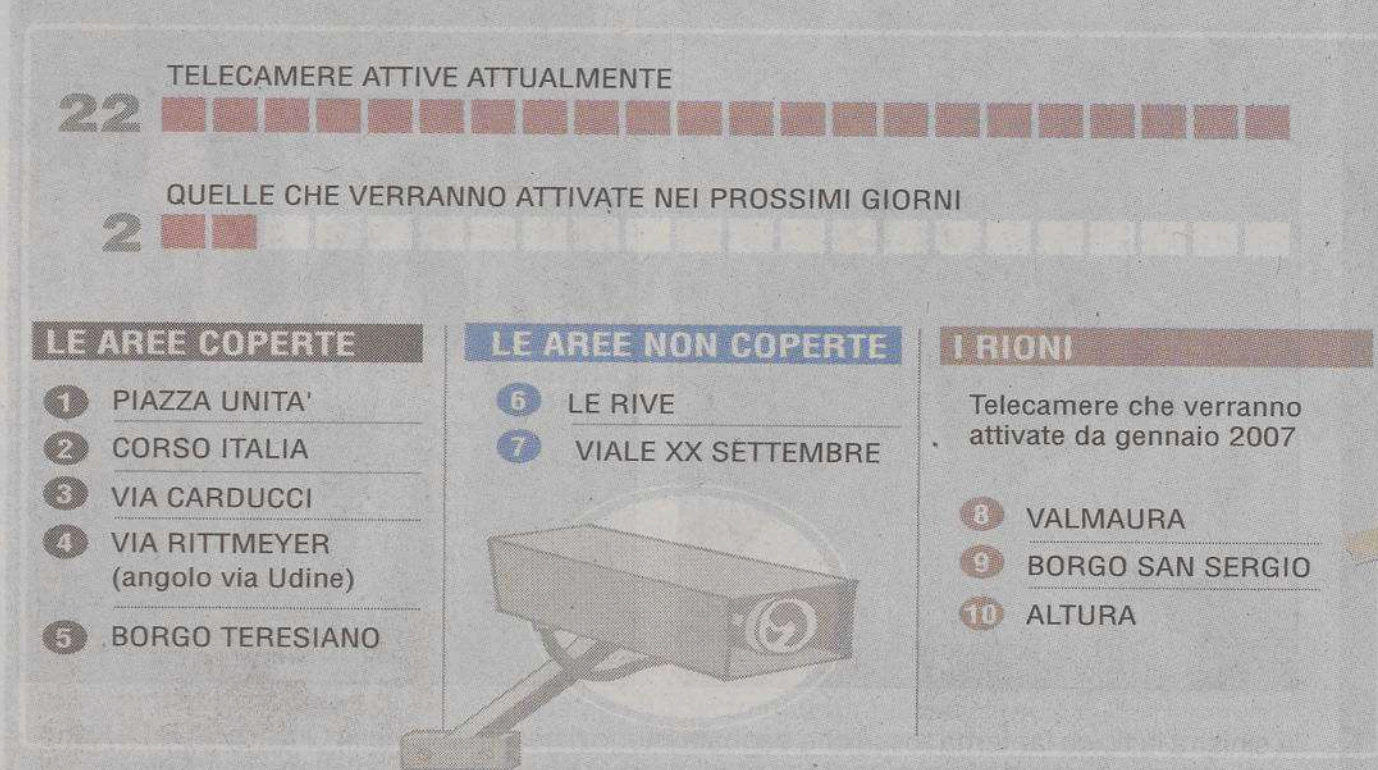 TELECAMERE ATTIVE ATTUALMENTE
22
QUELLE CHE VERRANNO ATTIVATE NEI PROSSIMI GIORNI
2
LE AREE COPERTE
1 PIAZZA UNITA'
2 CORSO ITALIA
3 VIA CARDUCCI
4 VIA RITTMEYER
(angolo via Udine)
5 BORGO TERESIANO
LE AREE NON COPERTE
6 LE RIVE
7 VIALE XX SETTEMBRE
I RIONI
Telecamere che verranno
attivate da gennaio 2007
8 VALMAURA
9 BORGO SAN SERGIO
10 ALTURA